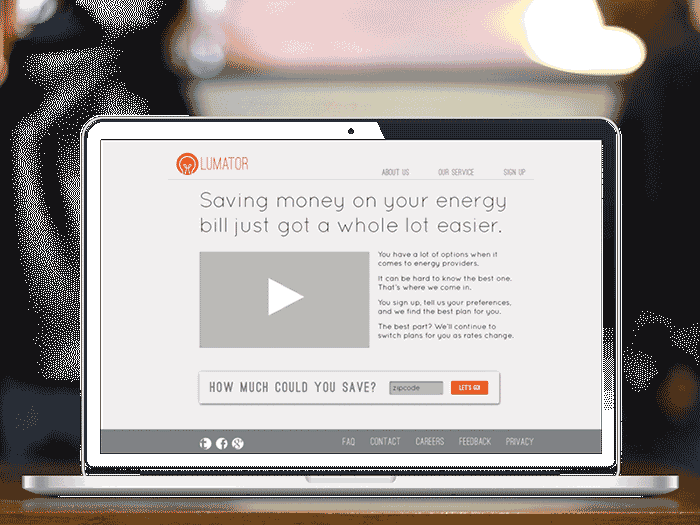 LUMATOR
ABOUT US OUR SERVICE SIGN UP
Saving money on your energy
bill just got a whole lot easier.
You have a lot of options when it
comes to energy providers.
It can be hard to know the best one.
That's where we come in.
You sign up, tell us your preferences,
and we find the best plan for you.
The best part? We'll continue to
switch plans for you as rates change.
HOW MUCH COULD YOU SAVE? zipcode LET'S GO!
FAQ CONTACT CAREERS FEEDBACK PRIVACY